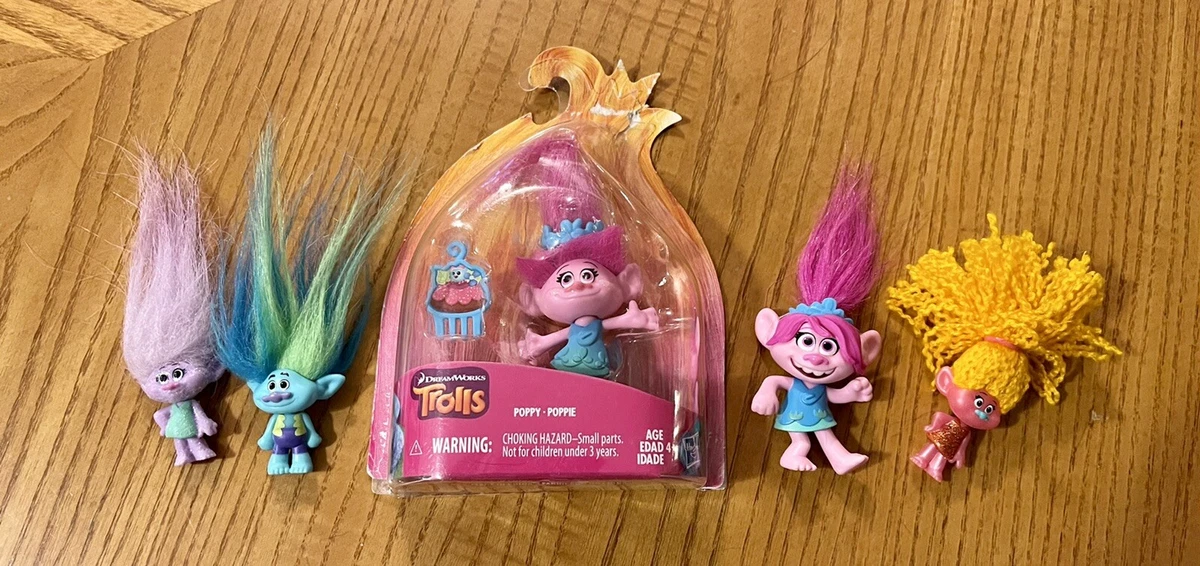 DREAMWORKS
Trolls
POPPY · POPPIE
WARNING:
CHOKING HAZARD–Small parts.
Not for children under 3 years.
AGE
EDAD 4+
IDADE